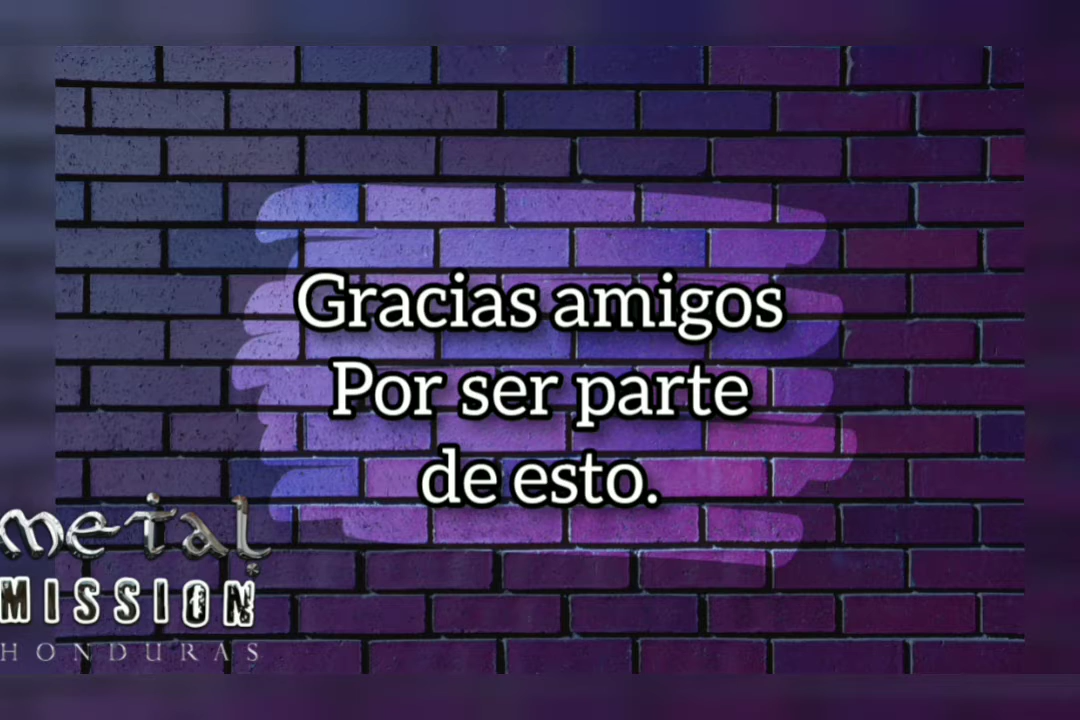 Gracias amigos
Por ser parte
de esto.
metal
MISSION
HONDURAS